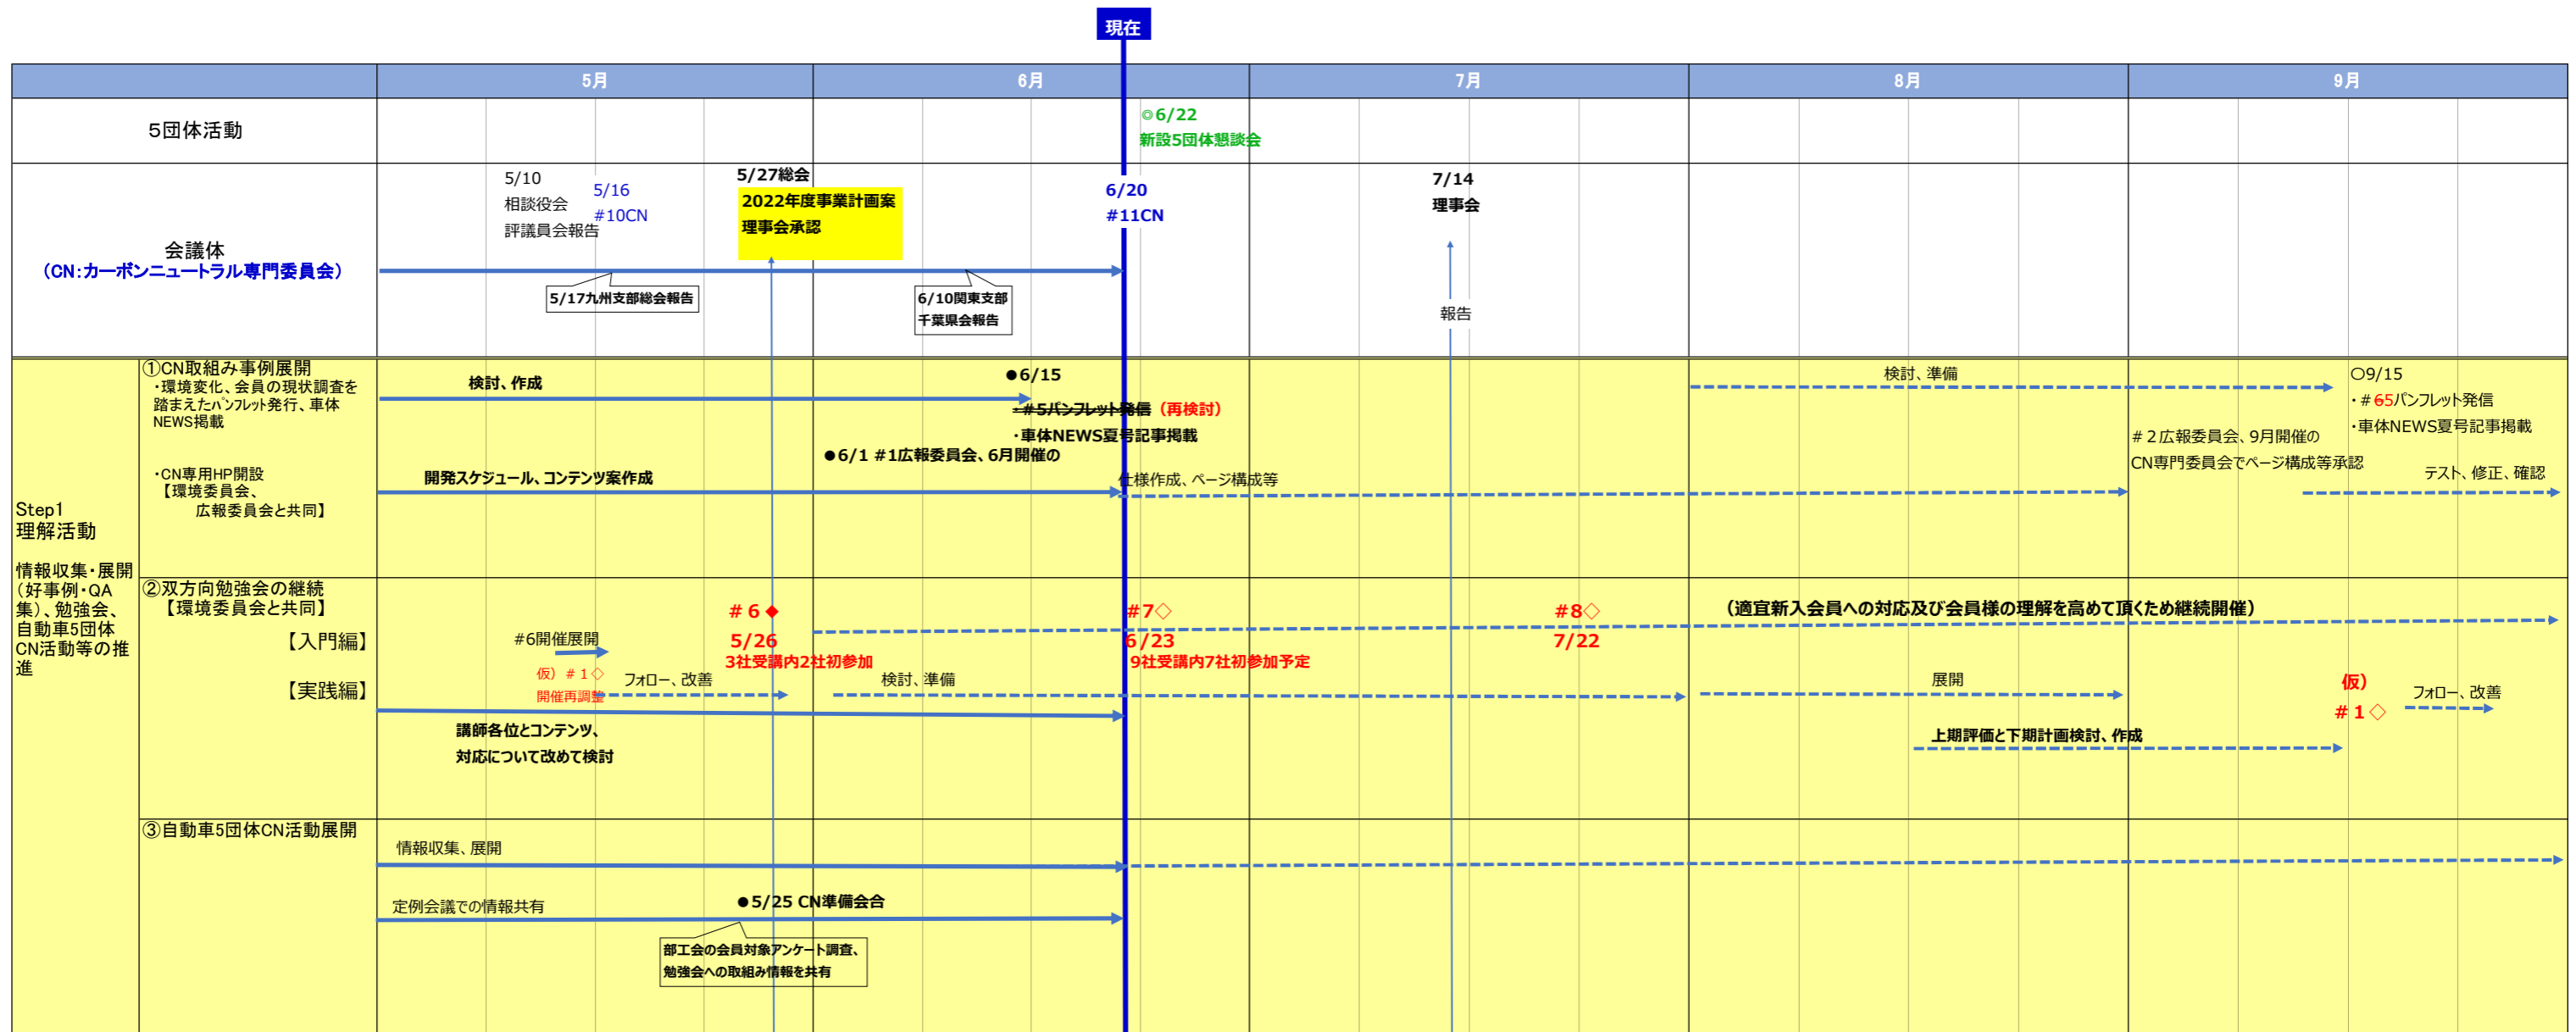 現在
5月
6月
7月
8月
9月
5団体活動
◎6/22
新設5団体懇談会
会議体
（CN：カーボンニュートラル専門委員会）
5/10
相談役会
評議員会報告
5/16
#10CN
5/27総会
2022年度事業計画案
理事会承認
6/20
#11CN
7/14
理事会
5/17九州支部総会報告
6/10関東支部
千葉県会報告
報告
Step1
理解活動
情報収集・展開
（好事例・QA
集）、勉強会、
自動車5団体
CN活動等の推
進
①CN取組み事例展開
・環境変化、会員の現状調査を
踏まえたパンフレット発行、車体
NEWS掲載
・CN専用HP開設
【環境委員会、
広報委員会と共同】
検討、作成
●6/15
・#5パンフレット発信（再検討）
・車体NEWS夏号記事掲載
●6/1 #1広報委員会、6月開催の
開発スケジュール、コンテンツ案作成
仕様作成、ページ構成等
検討、準備
○9/15
・#65パンフレット発信
・車体NEWS夏号記事掲載
#２広報委員会、9月開催の
CN専門委員会でページ構成等承認
テスト、修正、確認
②双方向勉強会の継続
【環境委員会と共同】
【入門編】
【実践編】
#6開催展開
#６◆
5/26
3社受講内2社初参加
#7◇
6/23
9社受講内7社初参加予定
#8◇
7/22
（適宜新入会員への対応及び会員様の理解を高めて頂くため継続開催）
仮）#１◇
開催再調整
フォロー、改善
検討、準備
展開
仮）
#１◇
フォロー、改善
講師各位とコンテンツ、
対応について改めて検討
上期評価と下期計画検討、作成
③自動車5団体CN活動展開
情報収集、展開
定例会議での情報共有
●5/25 CN準備会合
部工会の会員対象アンケート調査、
勉強会への取組み情報を共有